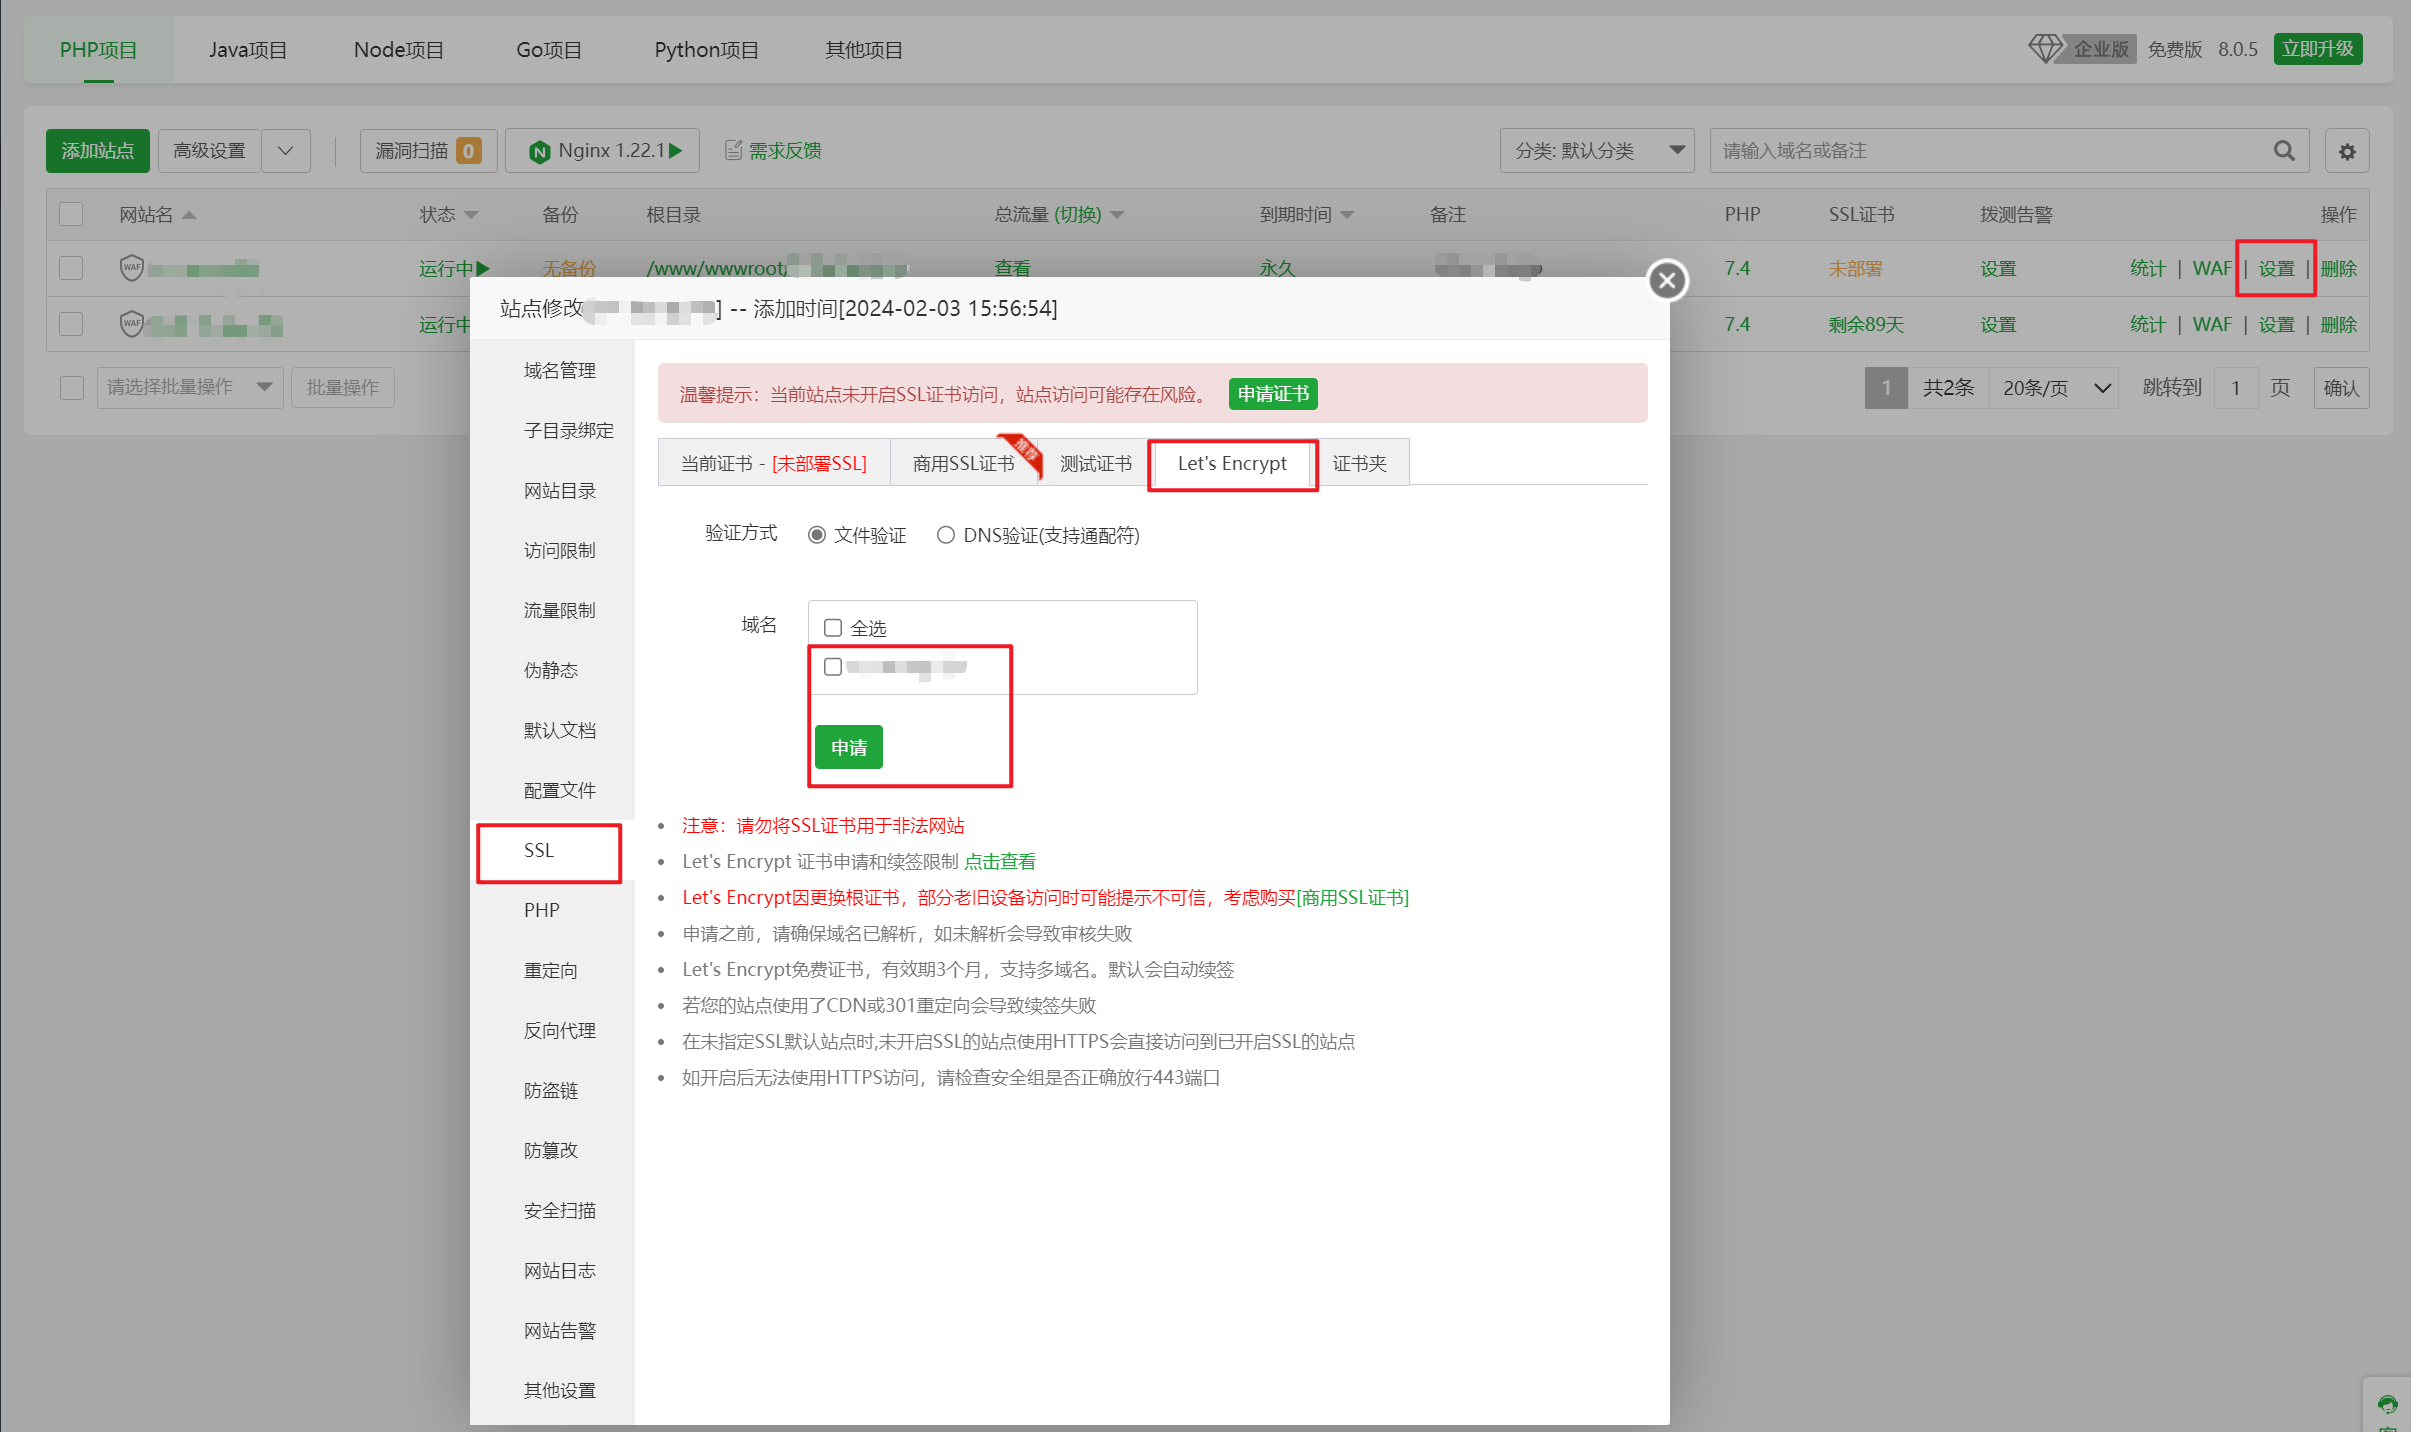 PHP项目 Java项目 Node项目 Go项目 Python项目 其他项目 企业版 免费版 8.0.5 立即升级
添加站点 高级设置 漏洞扫描 0 Nginx 1.22.1 需求反馈 分类: 默认分类 请输入域名或备注
网站名 状态 备份 根目录 总流量 (切换) 到期时间 备注 PHP SSL证书 拨测告警 操作
WAF 运行中 无备份 /www/wwwroot/ 查看 永久 7.4 未部署 设置 统计 | WAF | 设置 | 删除
WAF 运行中 7.4 剩余89天 设置 统计 | WAF | 设置 | 删除
请选择批量操作 批量操作 1 共2条 20条/页 跳转到 1 页 确认
站点修改 ] -- 添加时间[2024-02-03 15:56:54]
域名管理
子目录绑定
网站目录
访问限制
流量限制
伪静态
默认文档
配置文件
SSL
PHP
重定向
反向代理
防盗链
防篡改
安全扫描
网站日志
网站告警
其他设置
温馨提示：当前站点未开启SSL证书访问，站点访问可能存在风险。 申请证书
当前证书 - [未部署SSL] 商用SSL证书 推荐 测试证书 Let's Encrypt 证书夹
验证方式 文件验证 DNS验证(支持通配符)
域名 全选
申请
注意：请勿将SSL证书用于非法网站
Let's Encrypt 证书申请和续签限制 点击查看
Let's Encrypt因更换根证书，部分老旧设备访问时可能提示不可信，考虑购买[商用SSL证书]
申请之前，请确保域名已解析，如未解析会导致审核失败
Let's Encrypt免费证书，有效期3个月，支持多域名。默认会自动续签
若您的站点使用了CDN或301重定向会导致续签失败
在未指定SSL默认站点时,未开启SSL的站点使用HTTPS会直接访问到已开启SSL的站点
如开启后无法使用HTTPS访问，请检查安全组是否正确放行443端口